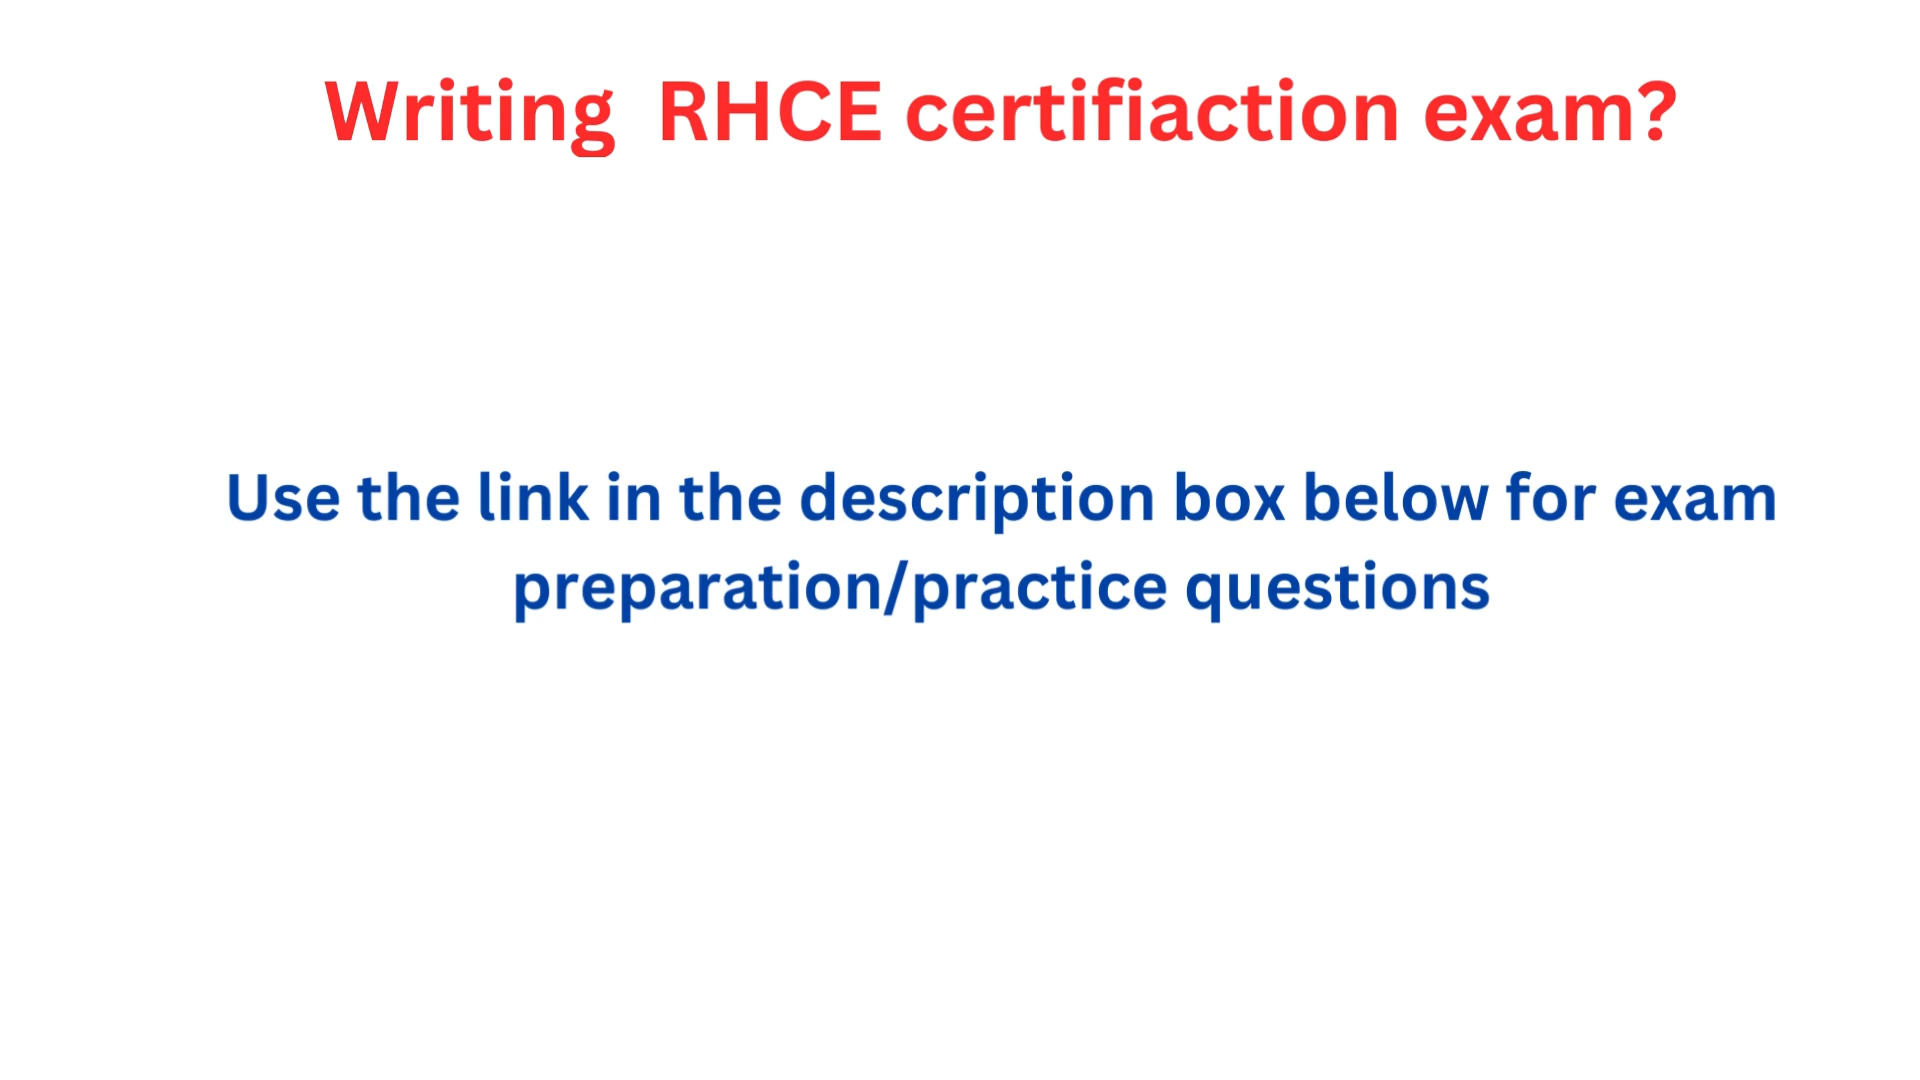 Writing  RHCE certifiaction exam?
Use the link in the description box below for exam
preparation/practice questions